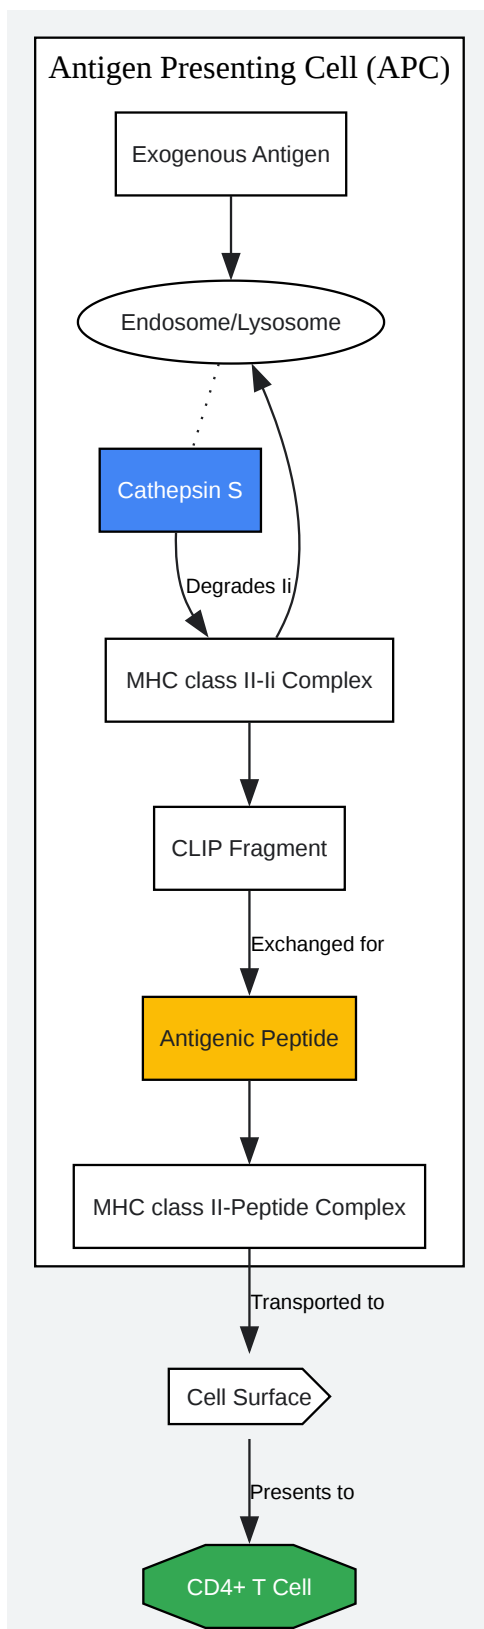 Antigen Presenting Cell (APC)
Exogenous Antigen
Endosome/Lysosome
Cathepsin S
Degrades Ii
MHC class II-Ii Complex
CLIP Fragment
Exchanged for
Antigenic Peptide
MHC class II-Peptide Complex
Transported to
Cell Surface
Presents to
CD4+ T Cell